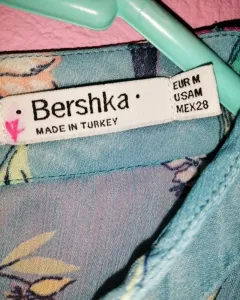 · Bershka ·
MADE IN TURKEY
EUR M
USA M
MEX 28